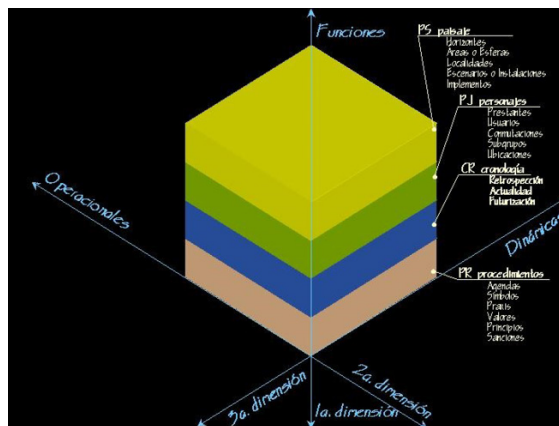 Funciones
PS paisaje
Horizontes
Areas o Esferas
Localidades
Escenarios o Instalaciones
Implementos
PJ personajes
Prestantes
Usuarios
Conmutaciones
Subgrupos
Ubicaciones
CR cronología
Retrospección
Actualidad
Futurización
Operacionales
Dinámicas
PR procedimientos
Agendas
Símbolos
Praxis
Valores
Principios
Sanciones
3a. dimensión
1a. dimensión
2a. dimensión